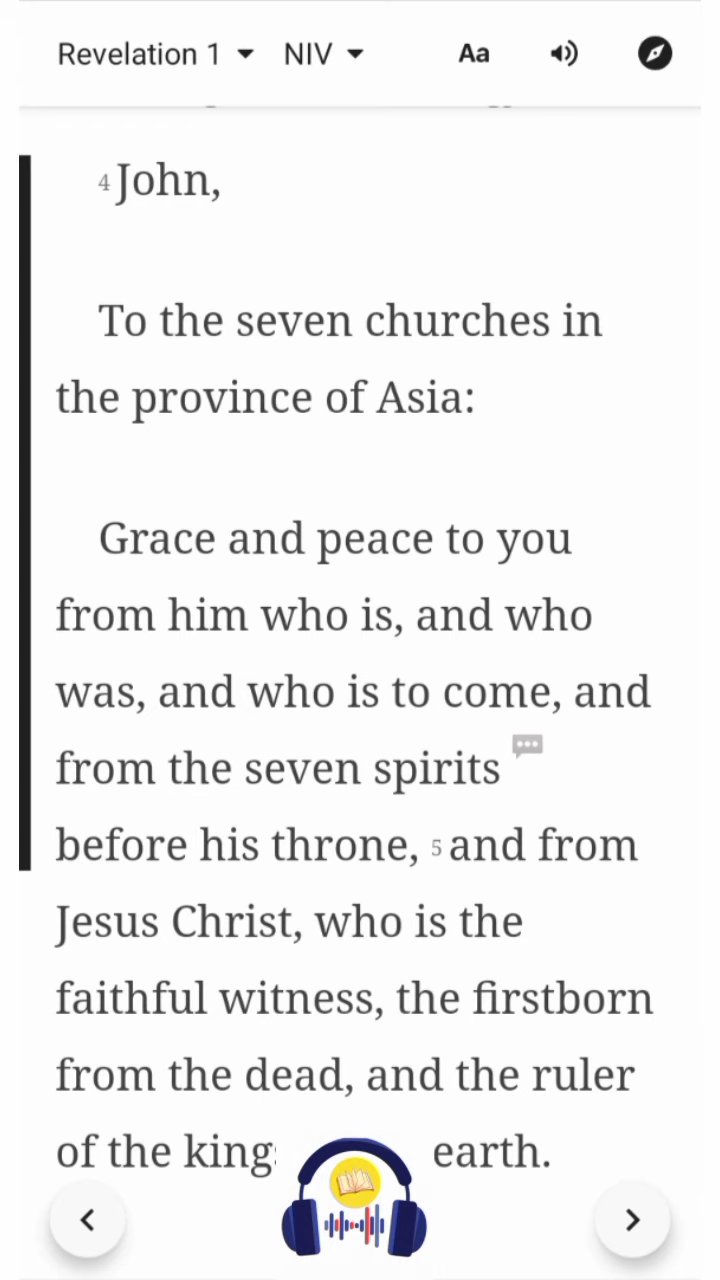 Revelation 1 NIV Aa
4 John,
To the seven churches in
the province of Asia:
Grace and peace to you
from him who is, and who
was, and who is to come, and
from the seven spirits
before his throne, 5 and from
Jesus Christ, who is the
faithful witness, the firstborn
from the dead, and the ruler
of the king earth.